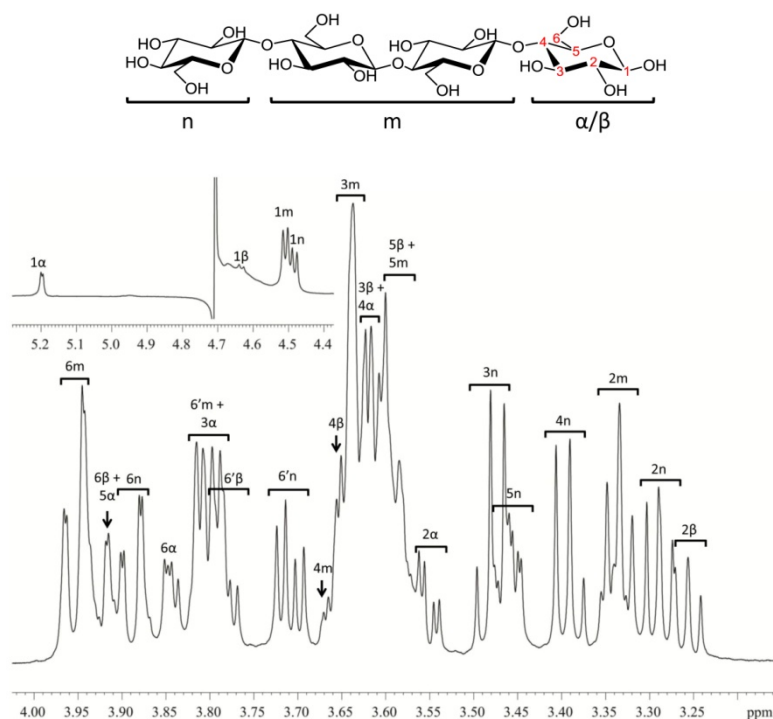 HO OH HO HO OH O O HO HO OH O O HO HO OH O O HO 6 4 5 O HO 3 2 1 OH OH
n m α/β
3m
1m
1n
1α
1β
5β +
5m
3β +
4α
5.2 5.1 5.0 4.9 4.8 4.7 4.6 4.5 4.4
6m
6'm +
3α
4β
3n
2m
4n
6β +
5α
6n
6'β
6'n
5n
2n
6α
4m
2α
2β
4.00 3.95 3.90 3.85 3.80 3.75 3.70 3.65 3.60 3.55 3.50 3.45 3.40 3.35 3.30 3.25 ppm